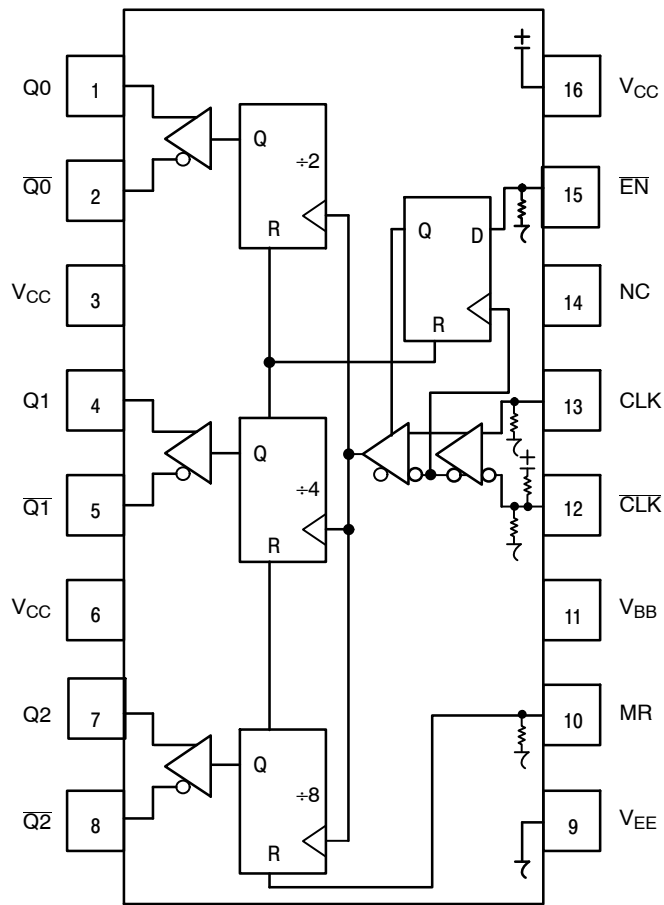 Q0 1
Q0 2
VCC 3
Q1 4
Q1 5
VCC 6
Q2 7
Q2 8
Q
÷2
R
Q
÷4
R
Q
÷8
R
Q D
R
+
+
16 VCC
15 EN
14 NC
13 CLK
12 CLK
11 VBB
10 MR
9 VEE